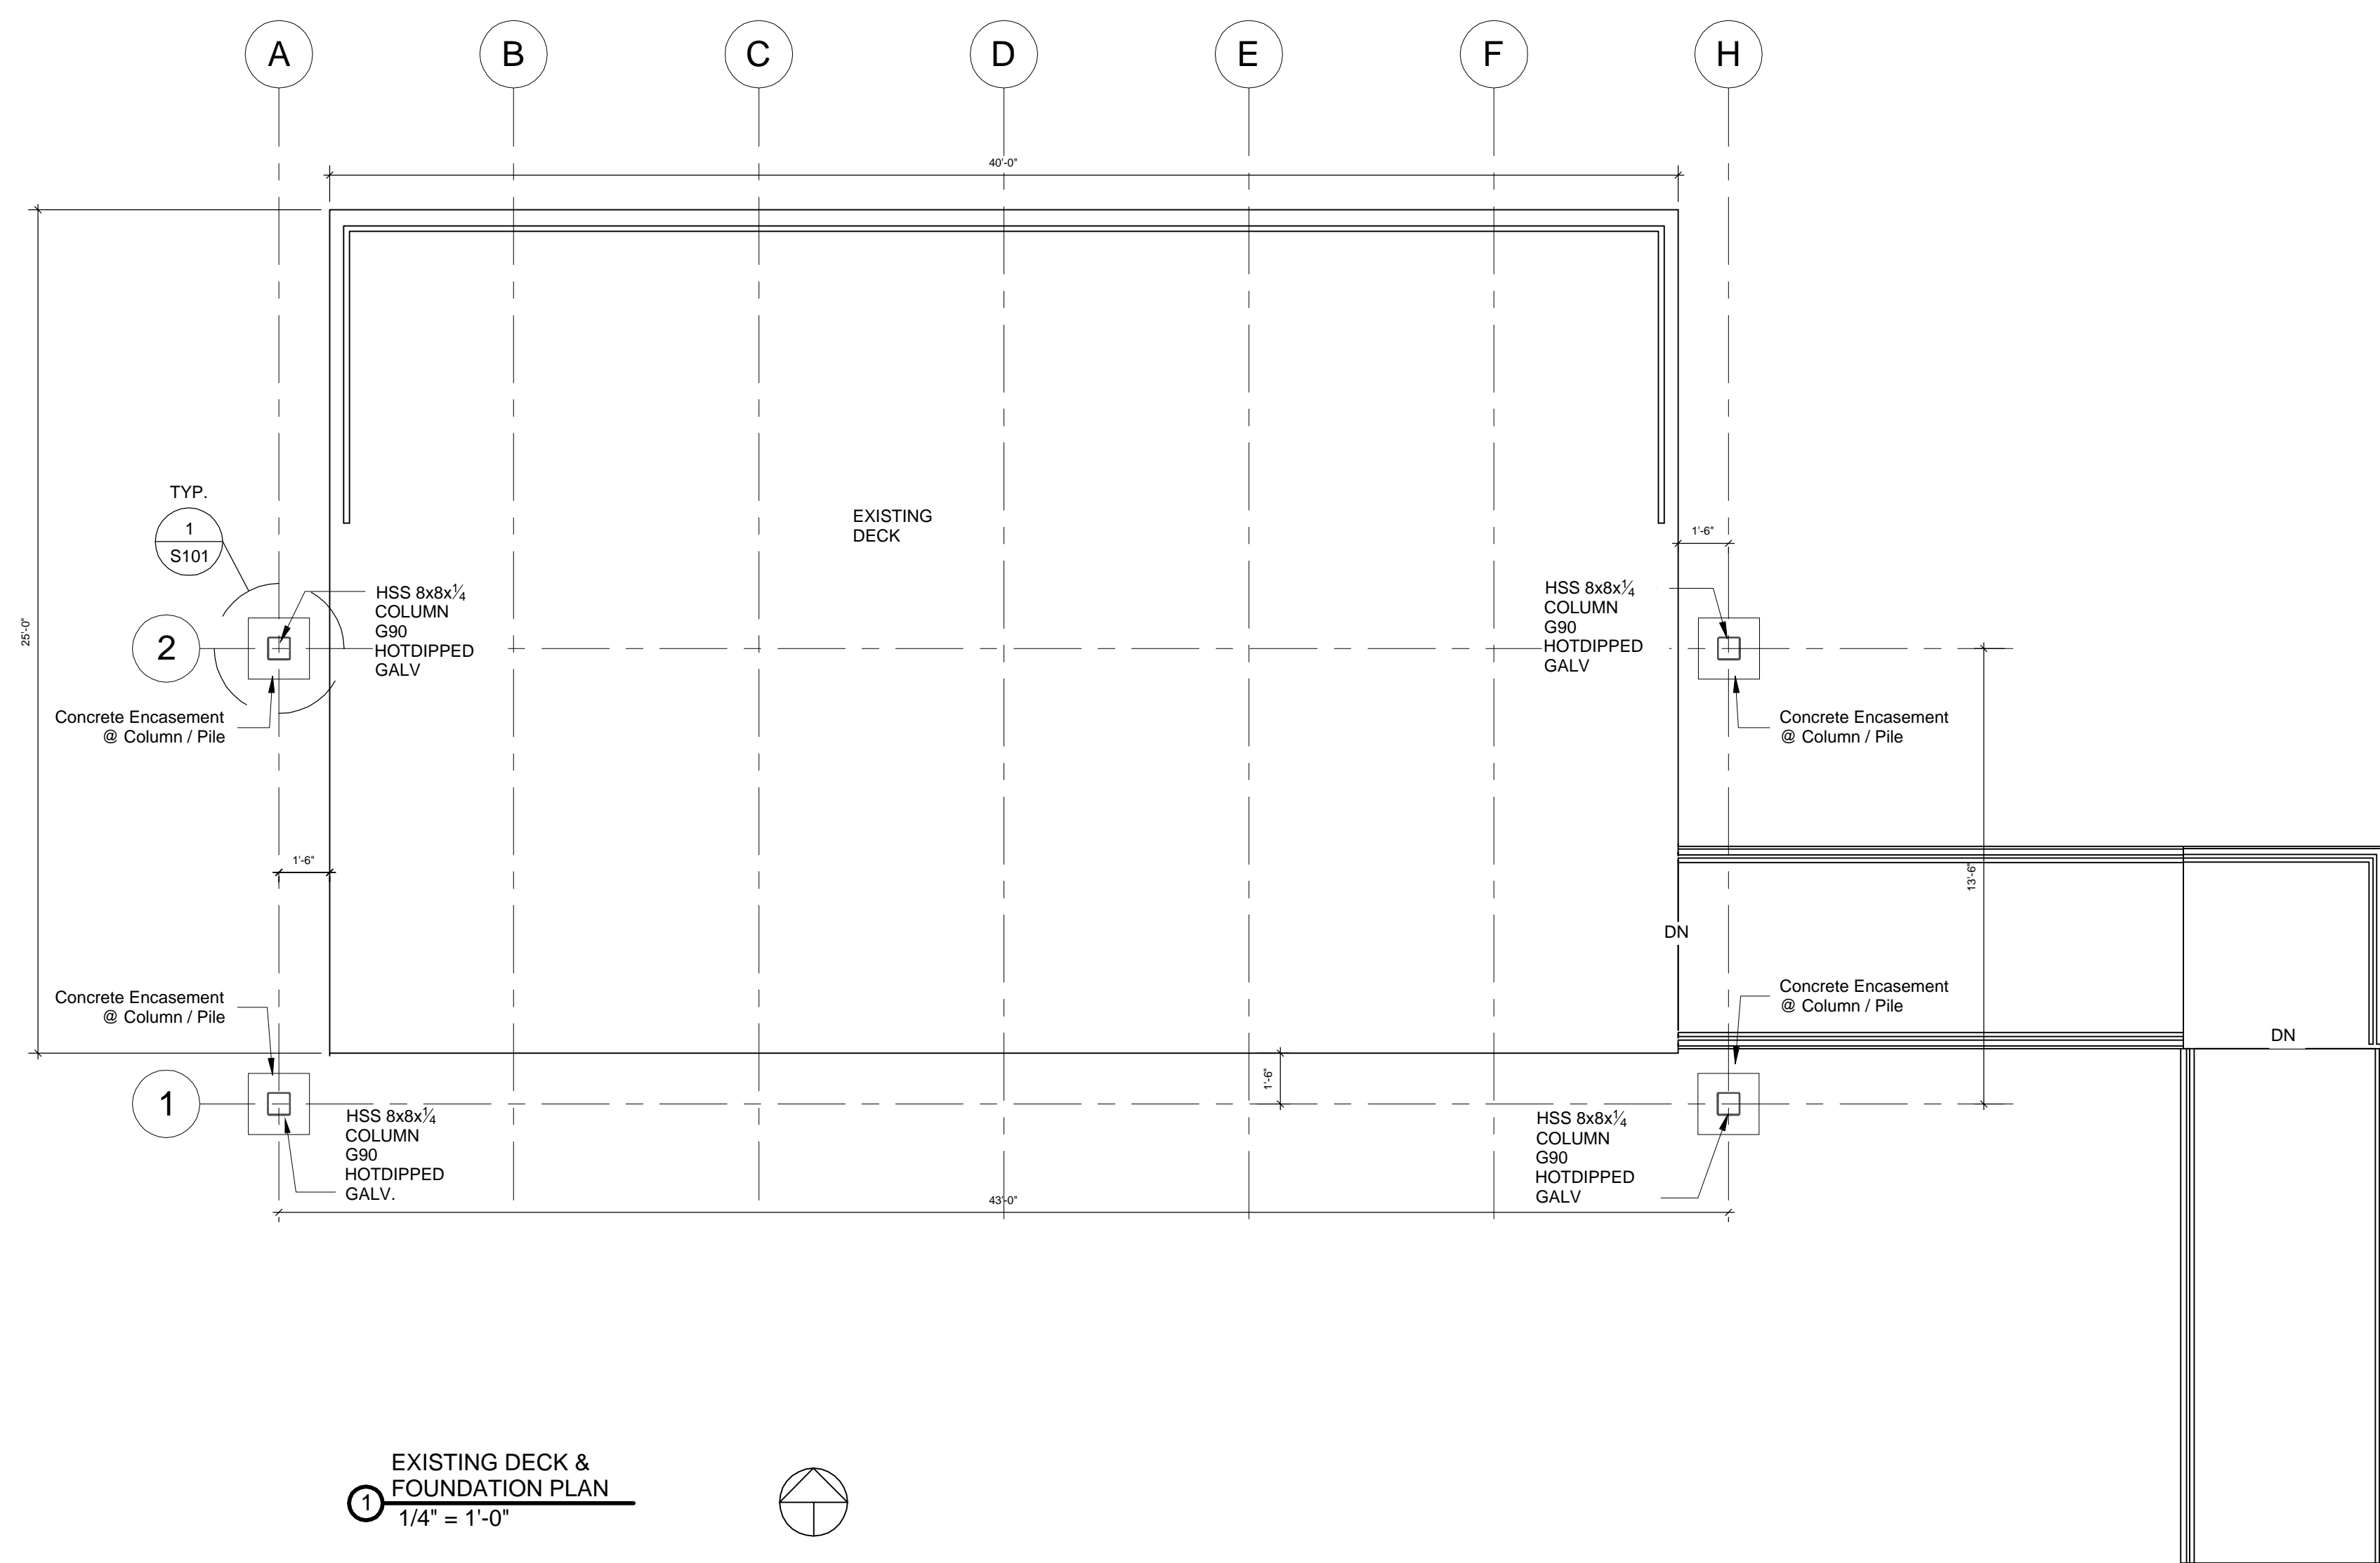 A
B
C
D
E
F
H
40'-0"
25'-0"
TYP.
1
S101
EXISTING
DECK
1'-6"
HSS 8x8x¼
COLUMN
G90
HOTDIPPED
GALV
HSS 8x8x¼
COLUMN
G90
HOTDIPPED
GALV
2
Concrete Encasement
@ Column / Pile
Concrete Encasement
@ Column / Pile
1'-6"
13'-6"
DN
Concrete Encasement
@ Column / Pile
Concrete Encasement
@ Column / Pile
DN
1'-6"
1
HSS 8x8x¼
COLUMN
G90
HOTDIPPED
GALV.
HSS 8x8x¼
COLUMN
G90
HOTDIPPED
GALV
43'-0"
EXISTING DECK &
FOUNDATION PLAN
1
1/4" = 1'-0"